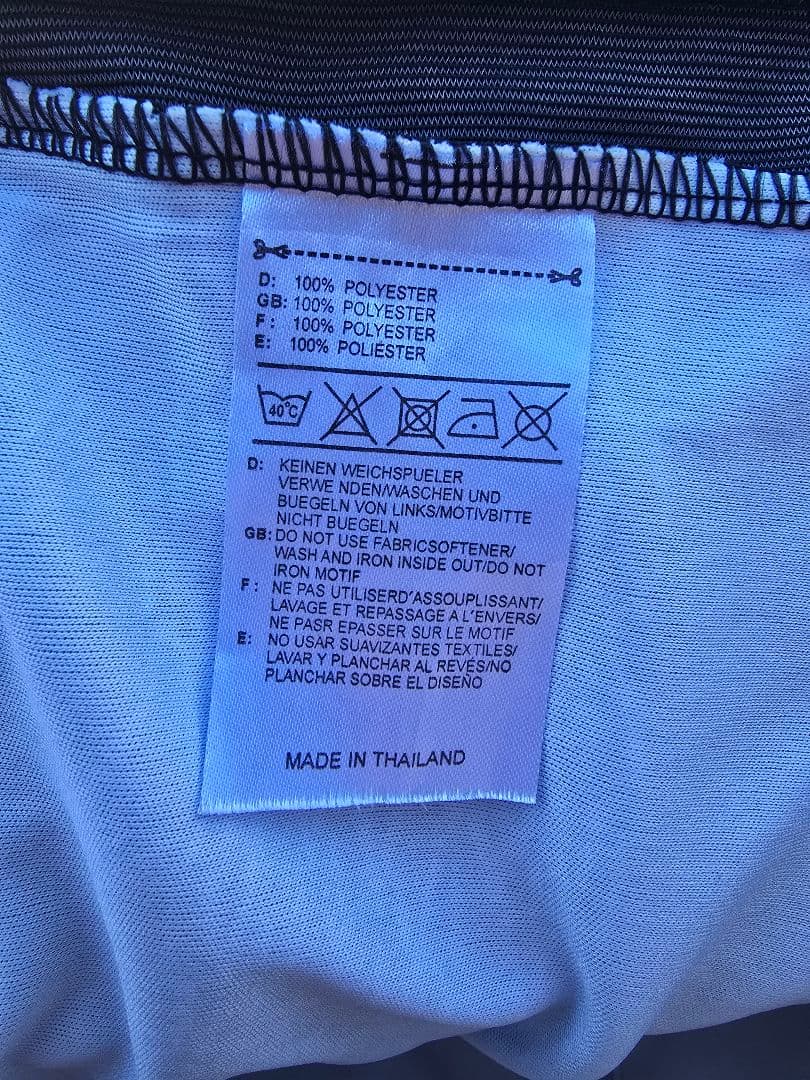 D: 100% POLYESTER
GB: 100% POLYESTER
F: 100% POLYESTER
E: 100% POLIÉSTER
40°C
D: KEINEN WEICHSPUELER
VERWE NDEN/WASCHEN UND
BUEGELN VON LINKS/MOTIVBITTE
NICHT BUEGELN
GB: DO NOT USE FABRICSOFTENER/
WASH AND IRON INSIDE OUT/DO NOT
IRON MOTIF
F: NE PAS UTILISERD'ASSOUPLISSANT/
LAVAGE ET REPASSAGE A L'ENVERS/
NE PASR EPASSER SUR LE MOTIF
E: NO USAR SUAVIZANTES TEXTILES/
LAVAR Y PLANCHAR AL REVÉS/NO
PLANCHAR SOBRE EL DISEÑO
MADE IN THAILAND